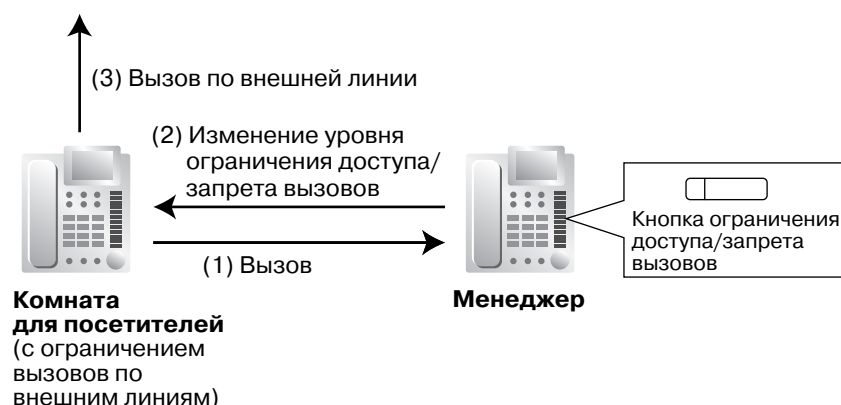 (3) Вызов по внешней линии
(2) Изменение уровня
ограничения доступа/
запрета вызовов
Кнопка ограничения
доступа/запрета
вызовов
(1) Вызов
Комната
для посетителей
(с ограничением
вызовов по
внешним линиям)
Менеджер